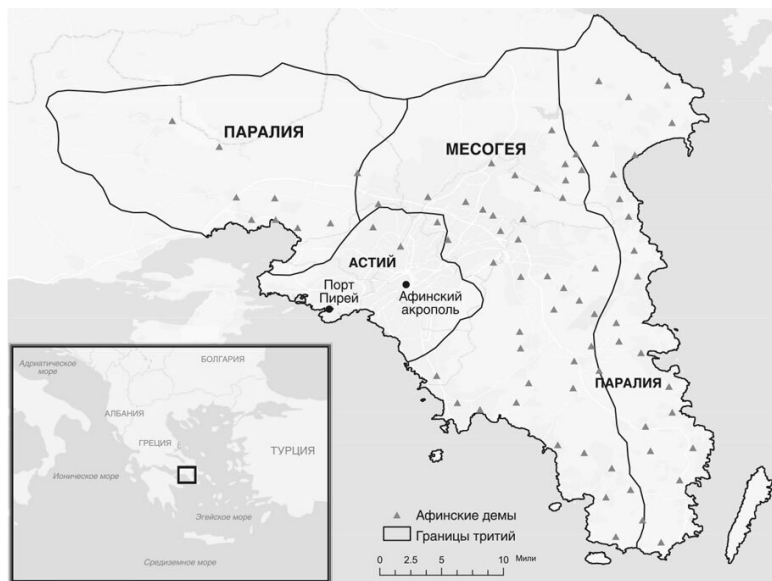 ПАРАЛИЯ
МЕСОГЕЯ
АСТИЙ
Порт
Пирей
Афинский
акрополь
ПАРАЛИЯ
Адриатическое
море
БОЛГАРИЯ
АЛБАНИЯ
ГРЕЦИЯ
ТУРЦИЯ
Ионическое море
Эгейское море
Средиземное море
Афинские демы
Границы тритий
0 2.5 5 10 Мили